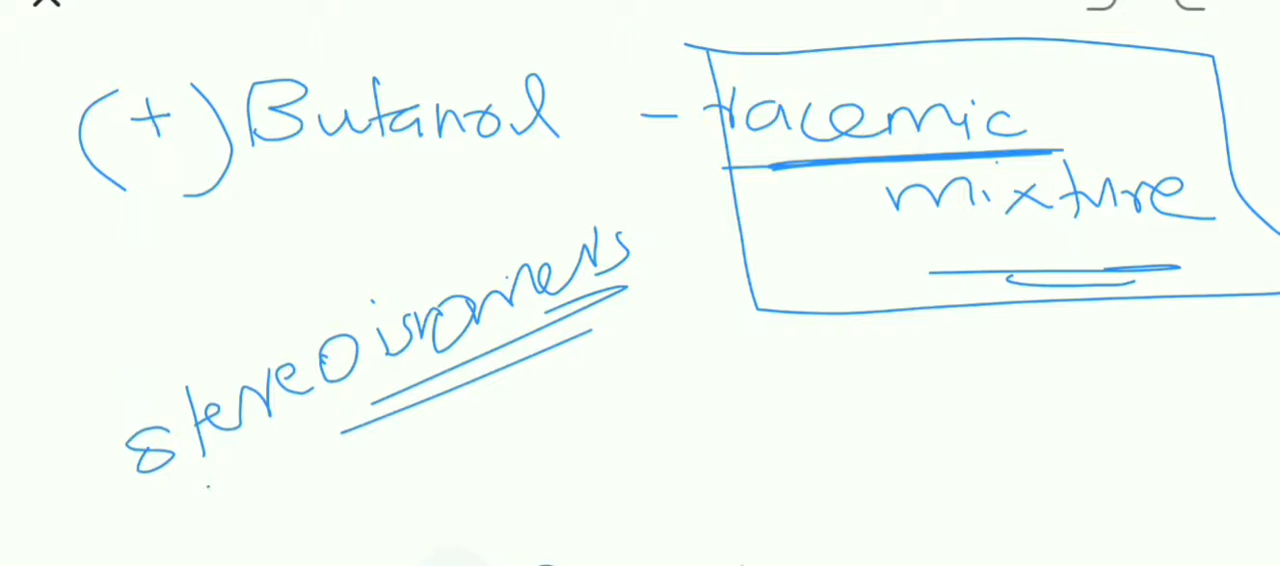 (+) Butanol - racemic
mixture
stereoisomers